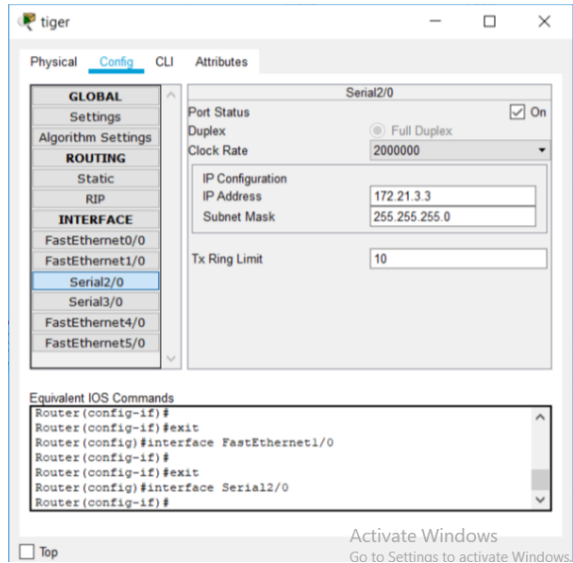 tiger
Physical Config CLI Attributes
GLOBAL
Settings
Algorithm Settings
ROUTING
Static
RIP
INTERFACE
FastEthernet0/0
FastEthernet1/0
Serial2/0
Serial3/0
FastEthernet4/0
FastEthernet5/0
Serial2/0
Port Status On
Duplex Full Duplex
Clock Rate 2000000
IP Configuration
IP Address 172.21.3.3
Subnet Mask 255.255.255.0
Tx Ring Limit 10
Equivalent IOS Commands
Router(config-if)#
Router(config-if)#exit
Router(config)#interface FastEthernet1/0
Router(config-if)#
Router(config-if)#exit
Router(config)#interface Serial2/0
Router(config-if)#
Top
Activate Windows
Go to Settings to activate Windows.